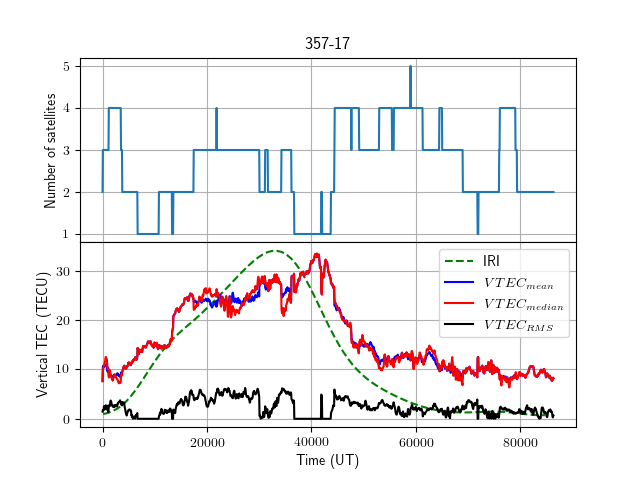 357-17
Number of satellites
5
4
3
2
1
Vertical TEC (TECU)
30
20
10
0
IRI
VTEC_mean
VTEC_median
VTEC_RMS
0 20000 40000 60000 80000
Time (UT)